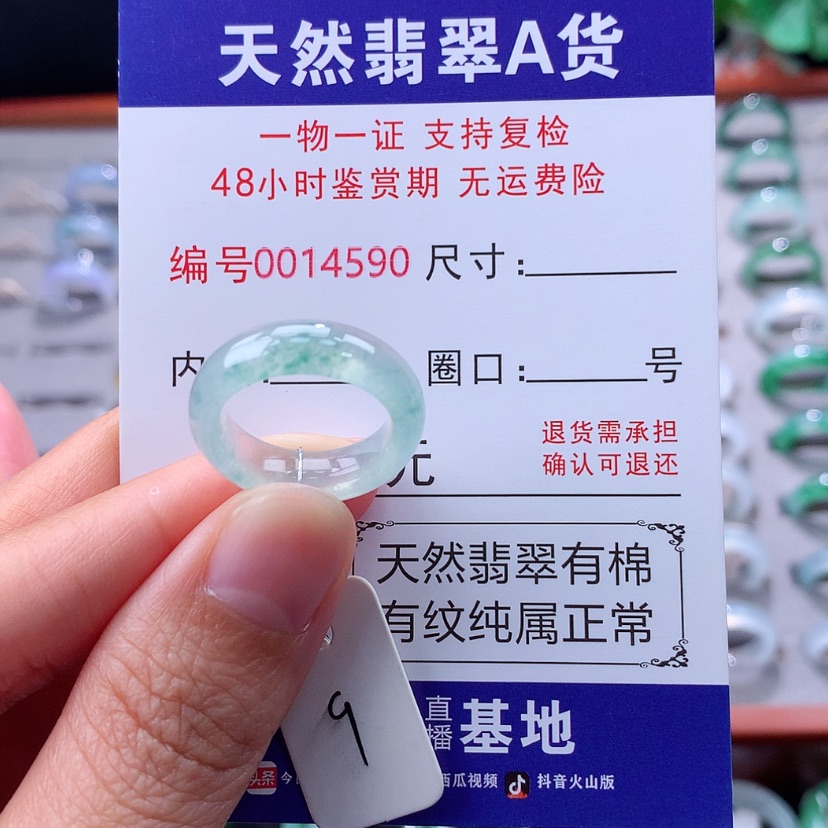 天然翡翠A货
一物一证 支持复检
48小时鉴赏期 无运费险
编号0014590 尺寸:
内 圈口: 号
元
退货需承担
确认可退还
天然翡翠有棉
有纹纯属正常
9
直播 基地
头条 今 西瓜视频 抖音火山版